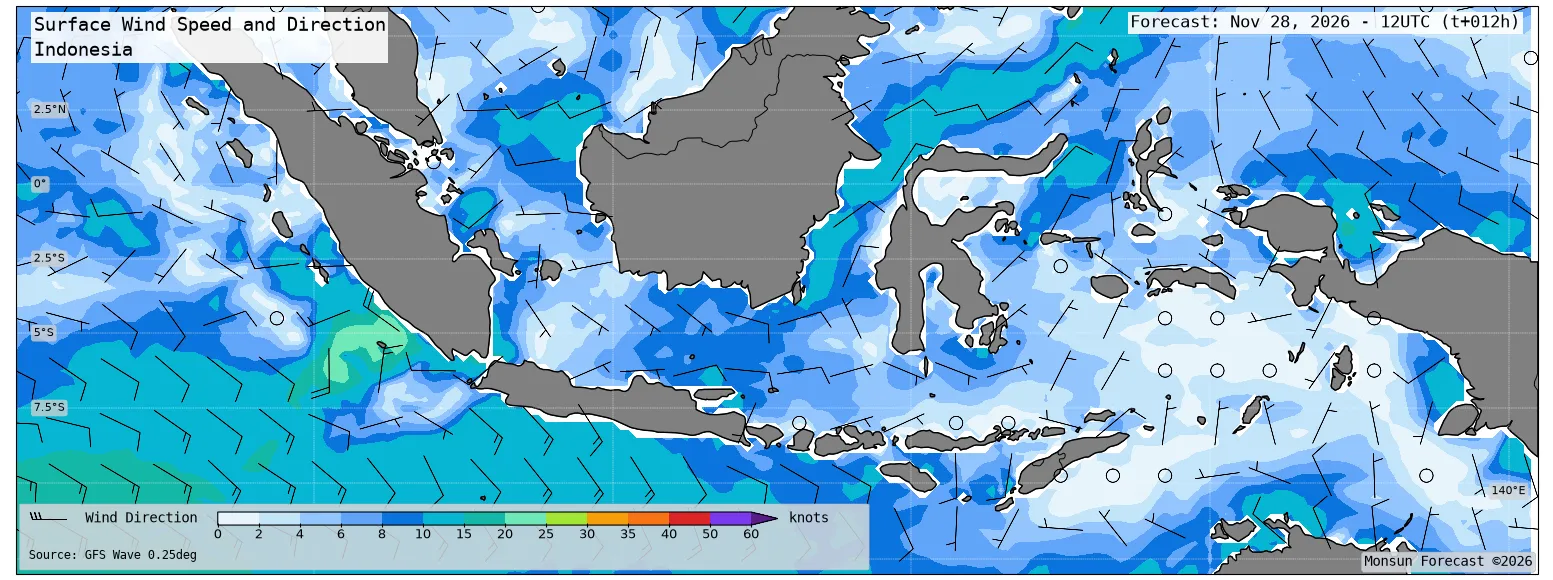 Surface Wind Speed and Direction
Indonesia
Forecast: Nov 28, 2026 - 12UTC (t+012h)
2.5°N
0°
2.5°S
5°S
7.5°S
140°E
Wind Direction
0 2 4 6 8 10 15 20 25 30 35 40 50 60
knots
Source: GFS Wave 0.25deg
Monsun Forecast ©2026